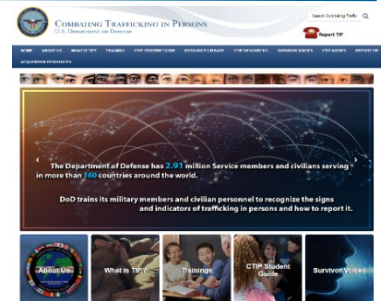 Search Combating Traffic
COMBATING TRAFFICKING IN PERSONS
U.S. DEPARTMENT OF DEFENSE
Report TIP
HOME ABOUT US WHAT IS TIP? TRAINING CTIP STUDENT GUIDE RESOURCE LIBRARY CTIP RESOURCES SURVIVOR VOICES CTIP REPORT TIP
ACQUISITION RESOURCES
The Department of Defense has 2.91 million Service members and civilians serving
in more than 160 countries around the world.
DoD trains its military members and civilian personnel to recognize the signs
and indicators of trafficking in persons and how to report it.
About Us
What is TIP?
Trainings
CTIP Student
Guide
Survivor Voices